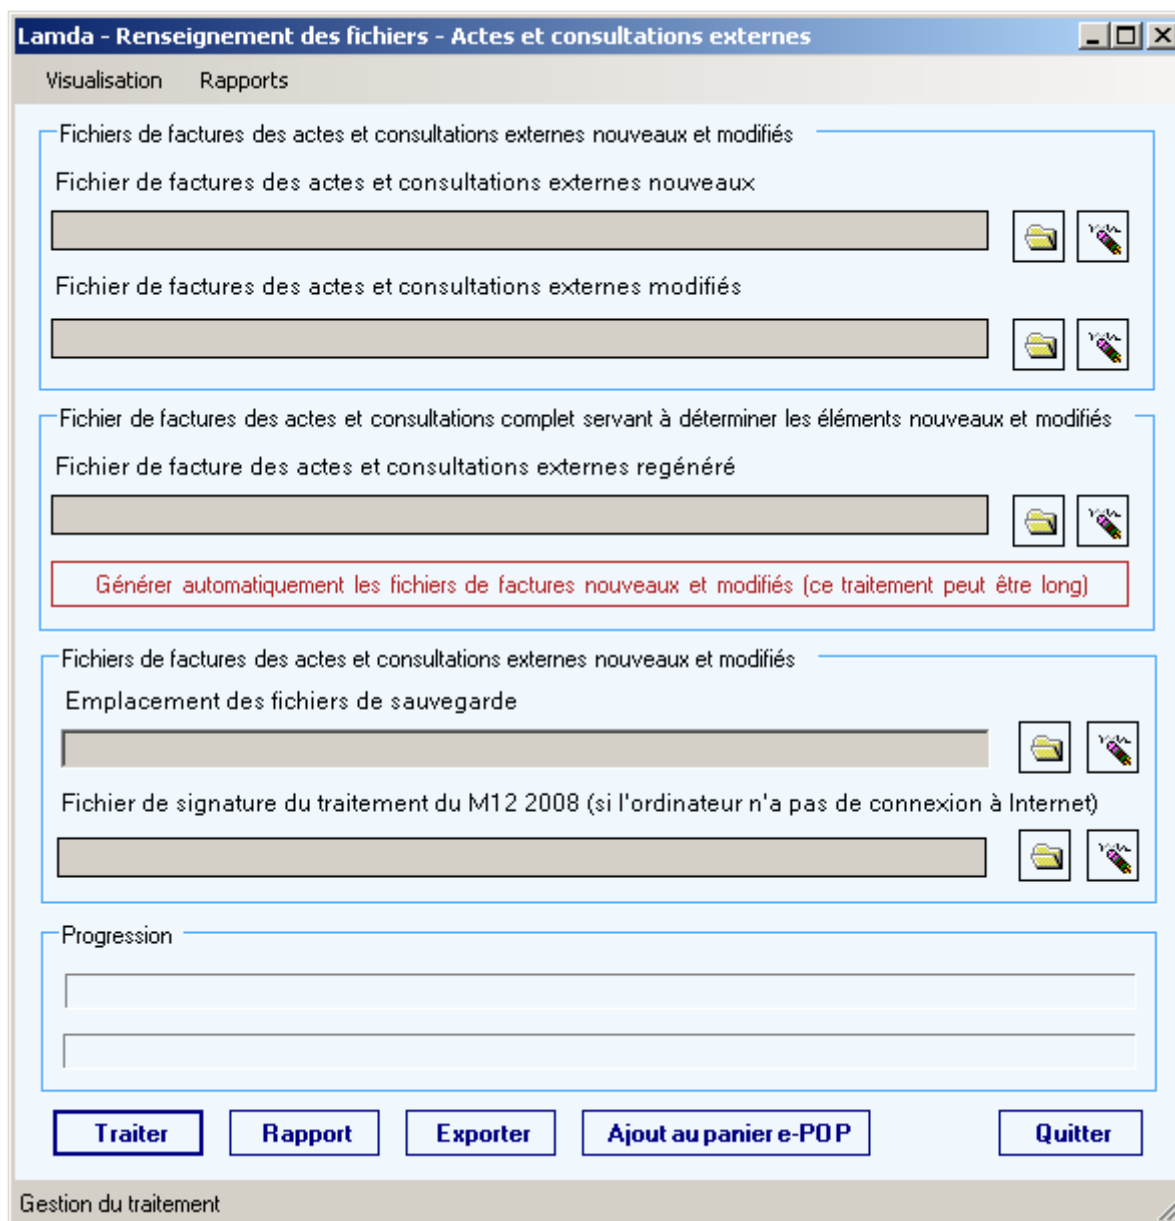 Lamda - Renseignement des fichiers - Actes et consultations externes
Visualisation Rapports
Fichiers de factures des actes et consultations externes nouveaux et modifiés
Fichier de factures des actes et consultations externes nouveaux
Fichier de factures des actes et consultations externes modifiés
Fichier de factures des actes et consultations complet servant à déterminer les éléments nouveaux et modifiés
Fichier de facture des actes et consultations externes regénéré
Générer automatiquement les fichiers de factures nouveaux et modifiés (ce traitement peut être long)
Fichiers de factures des actes et consultations externes nouveaux et modifiés
Emplacement des fichiers de sauvegarde
Fichier de signature du traitement du M12 2008 (si l'ordinateur n'a pas de connexion à Internet)
Progression
Traiter Rapport Exporter Ajout au panier e-POP Quitter
Gestion du traitement